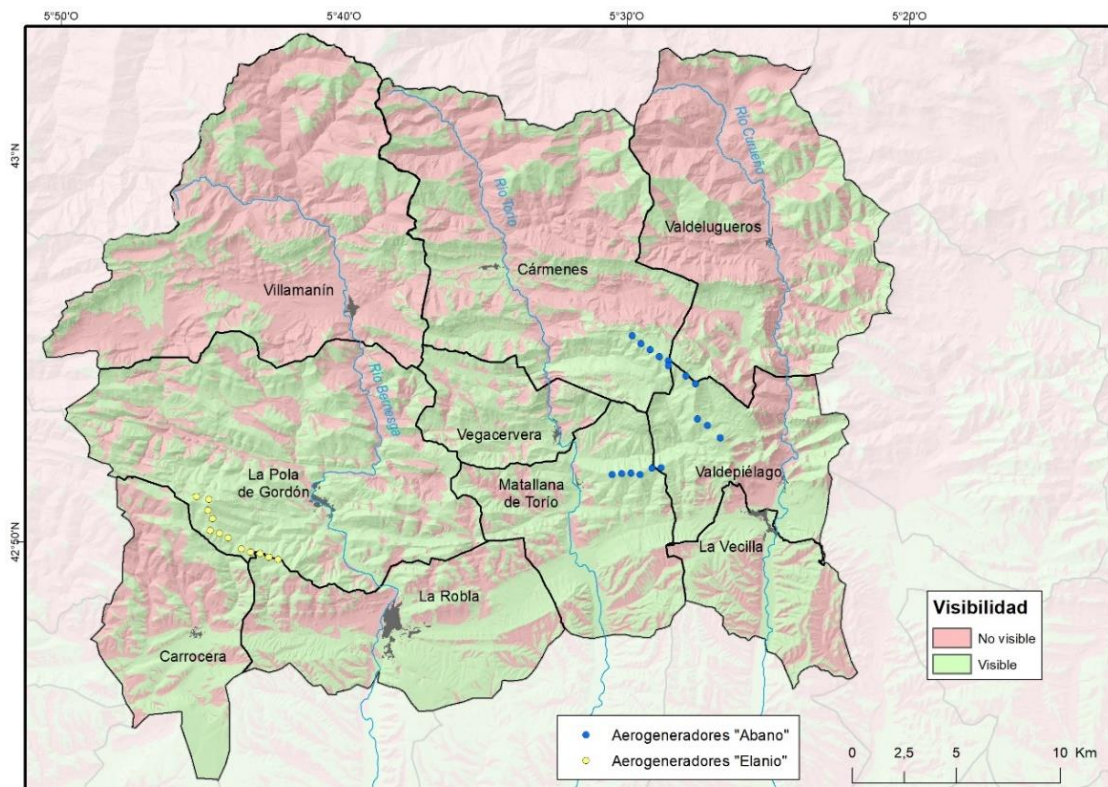 5°50'O
5°40'O
5°30'O
5°20'O
43°N
42°50'N
Río Torío
Río Curueño
Valdelugueros
Cármenes
Villamanín
Río Bernesga
Vegacervera
La Pola
de Gordón
Matallana
de Torío
Valdepiélago
La Vecilla
La Robla
Carrocera
Visibilidad
No visible
Visible
Aerogeneradores "Abano"
Aerogeneradores "Elanio"
0 2,5 5 10 Km